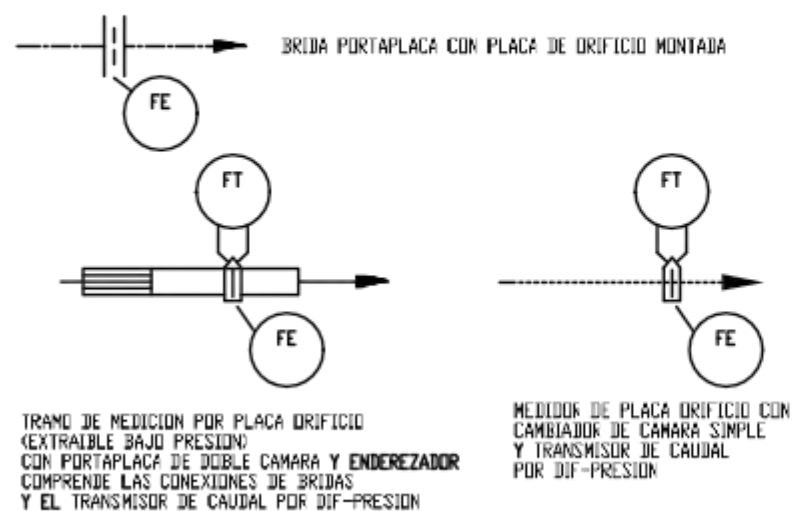 BRIDA PORTAPLACA CON PLACA DE ORIFICIO MONTADA
FE
FT
FT
FE
FE
TRAMO DE MEDICION POR PLACA ORIFICIO
(EXTRAIBLE BAJO PRESION)
CON PORTAPLACA DE DOBLE CAMARA Y ENDEREZADOR
COMPRENDE LAS CONEXIONES DE BRIDAS
Y EL TRANSMISOR DE CAUDAL POR DIF-PRESION
MEDIDOR DE PLACA ORIFICIO CON
CAMBIADOR DE CAMARA SIMPLE
Y TRANSMISOR DE CAUDAL
POR DIF-PRESION